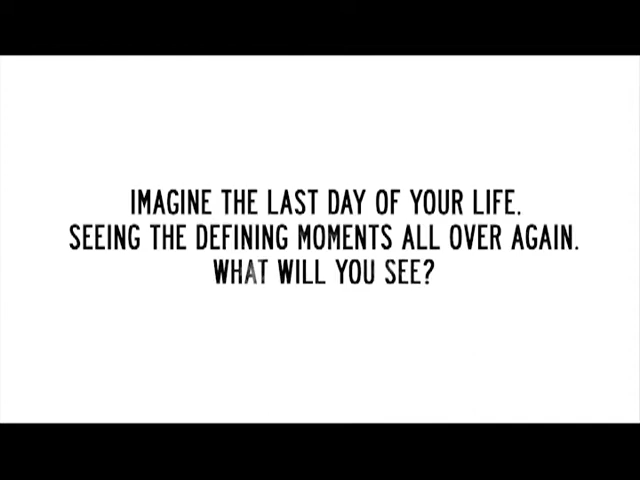 IMAGINE THE LAST DAY OF YOUR LIFE.
SEEING THE DEFINING MOMENTS ALL OVER AGAIN.
WHAT WILL YOU SEE?